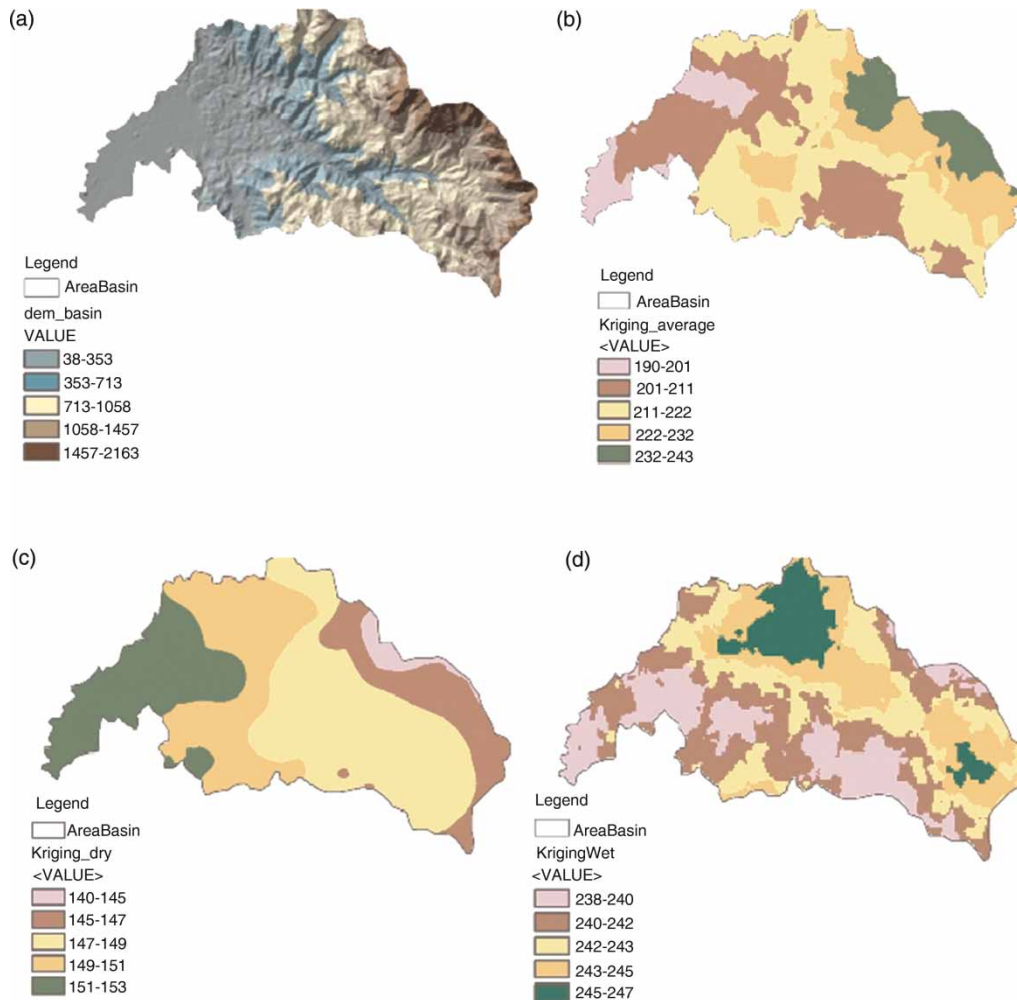 (a)
Legend
AreaBasin
dem_basin
VALUE
38-353
353-713
713-1058
1058-1457
1457-2163
(b)
Legend
AreaBasin
Kriging_average
<VALUE>
190-201
201-211
211-222
222-232
232-243
(c)
Legend
AreaBasin
Kriging_dry
<VALUE>
140-145
145-147
147-149
149-151
151-153
(d)
Legend
AreaBasin
KrigingWet
<VALUE>
238-240
240-242
242-243
243-245
245-247